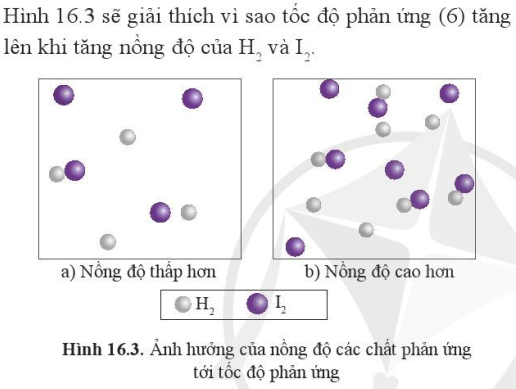 Hình 16.3 sẽ giải thích vì sao tốc độ phản ứng (6) tăng
lên khi tăng nồng độ của H₂ và I₂.
a) Nồng độ thấp hơn
b) Nồng độ cao hơn
H₂
I₂
Hình 16.3. Ảnh hưởng của nồng độ các chất phản ứng
tới tốc độ phản ứng